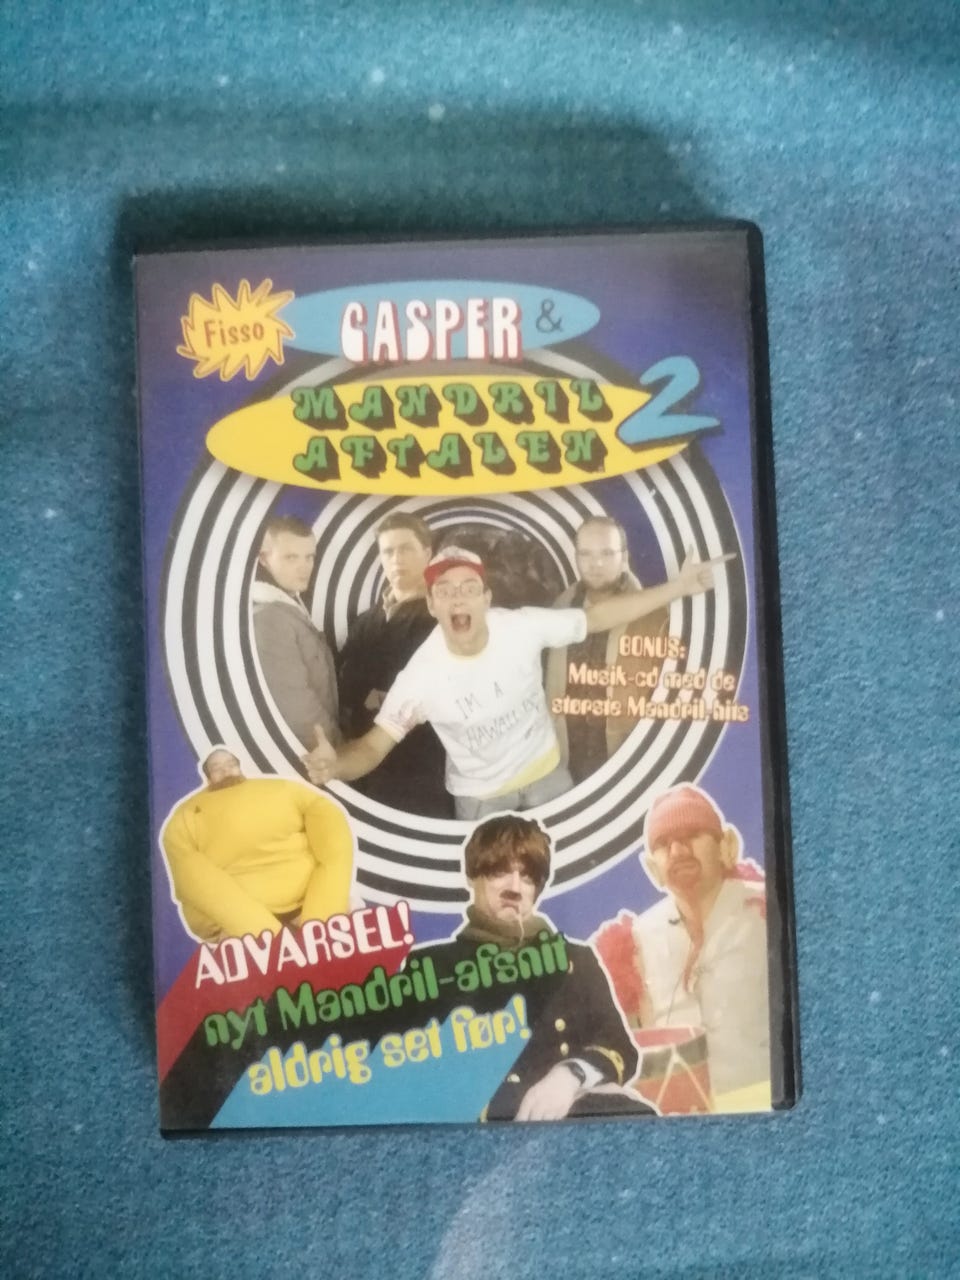 Fisso
CASPER &
MANDRIL
AFTALEN 2
BONUS:
Musik-cd med de
største Mandril-hits
I'M A
ADVARSEL!
nyt Mandril-afsnit
aldrig set før!